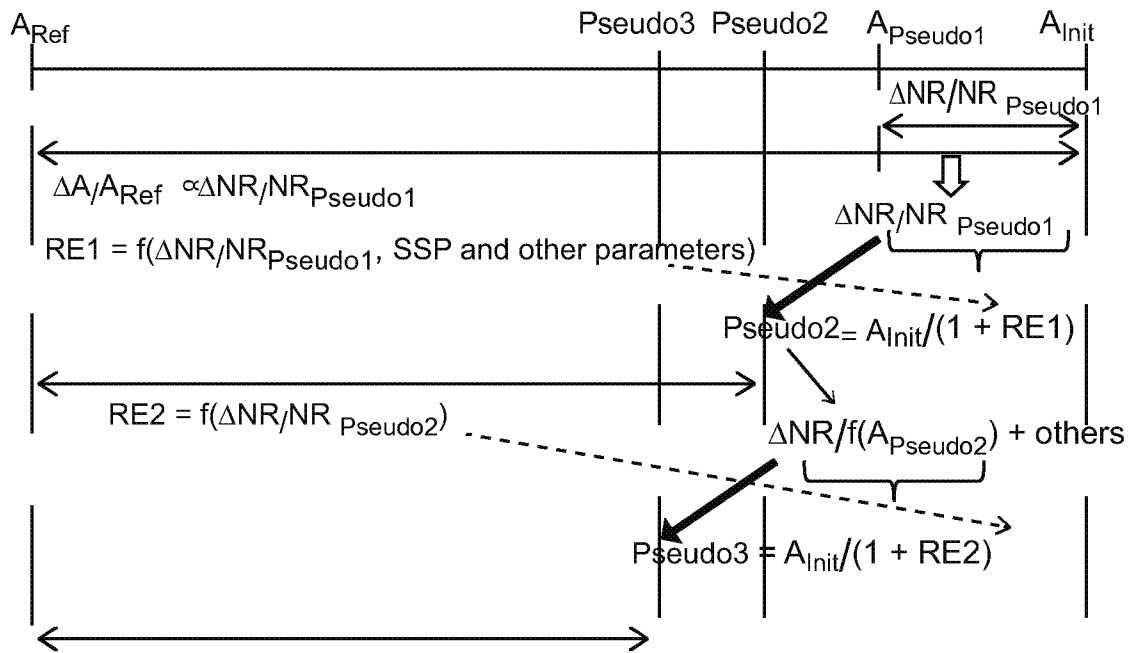 A_Ref Pseudo3 Pseudo2 A_Pseudo1 A_Init
ΔNR/NR Pseudo1
ΔA/A_Ref ∝ΔNR/NR_Pseudo1
ΔNR/NR Pseudo1
RE1 = f(ΔNR/NR_Pseudo1, SSP and other parameters)
Pseudo2 = A_Init/(1 + RE1)
RE2 = f(ΔNR/NR Pseudo2)
ΔNR/f(A_Pseudo2) + others
Pseudo3 = A_Init/(1 + RE2)